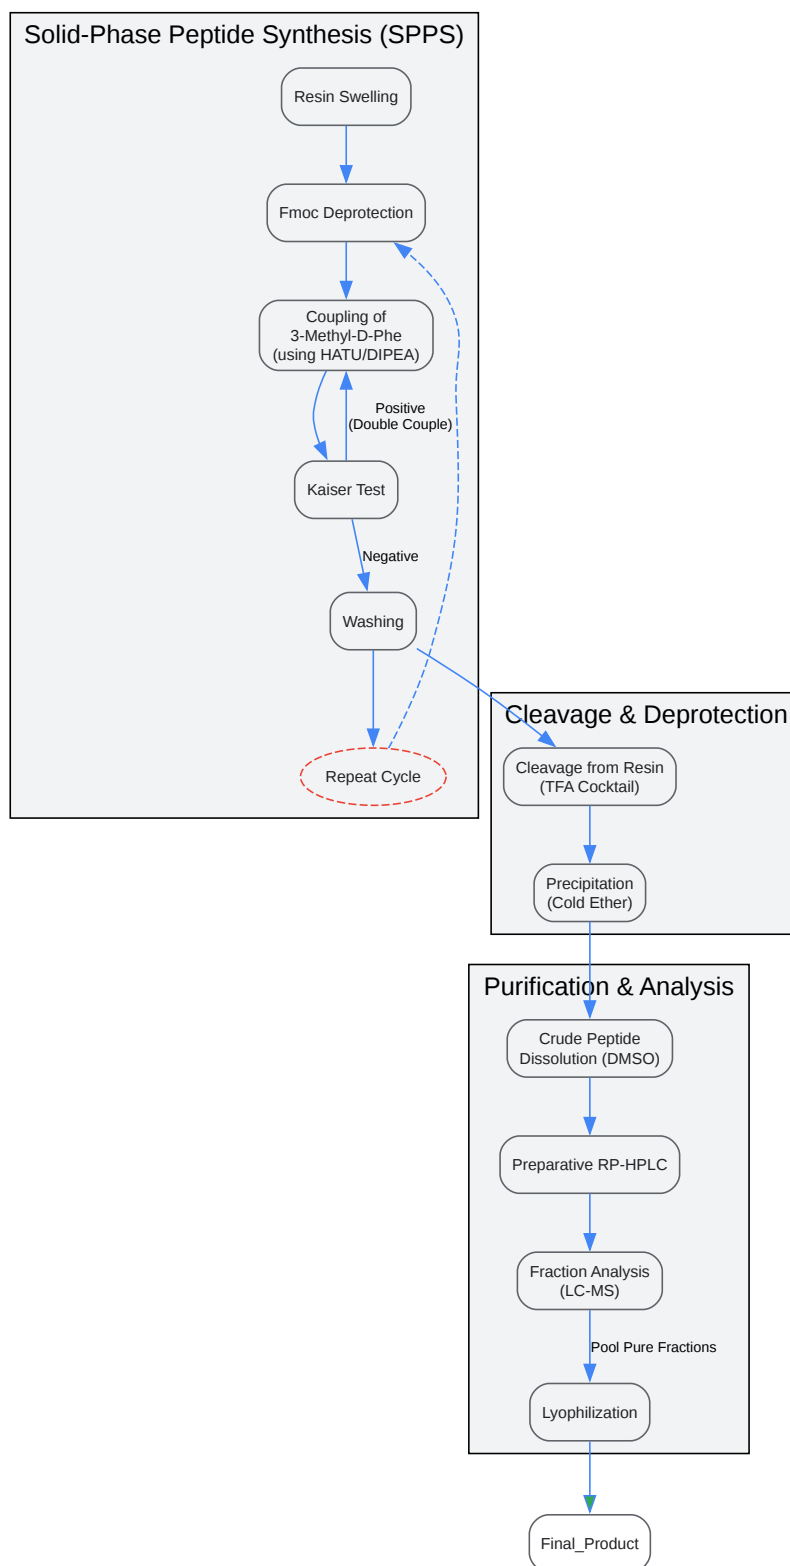 Solid-Phase Peptide Synthesis (SPPS)
Resin Swelling
Fmoc Deprotection
Coupling of
3-Methyl-D-Phe
(using HATU/DIPEA)
Positive
(Double Couple)
Kaiser Test
Negative
Washing
Repeat Cycle
Cleavage & Deprotection
Cleavage from Resin
(TFA Cocktail)
Precipitation
(Cold Ether)
Purification & Analysis
Crude Peptide
Dissolution (DMSO)
Preparative RP-HPLC
Fraction Analysis
(LC-MS)
Pool Pure Fractions
Lyophilization
Final_Product